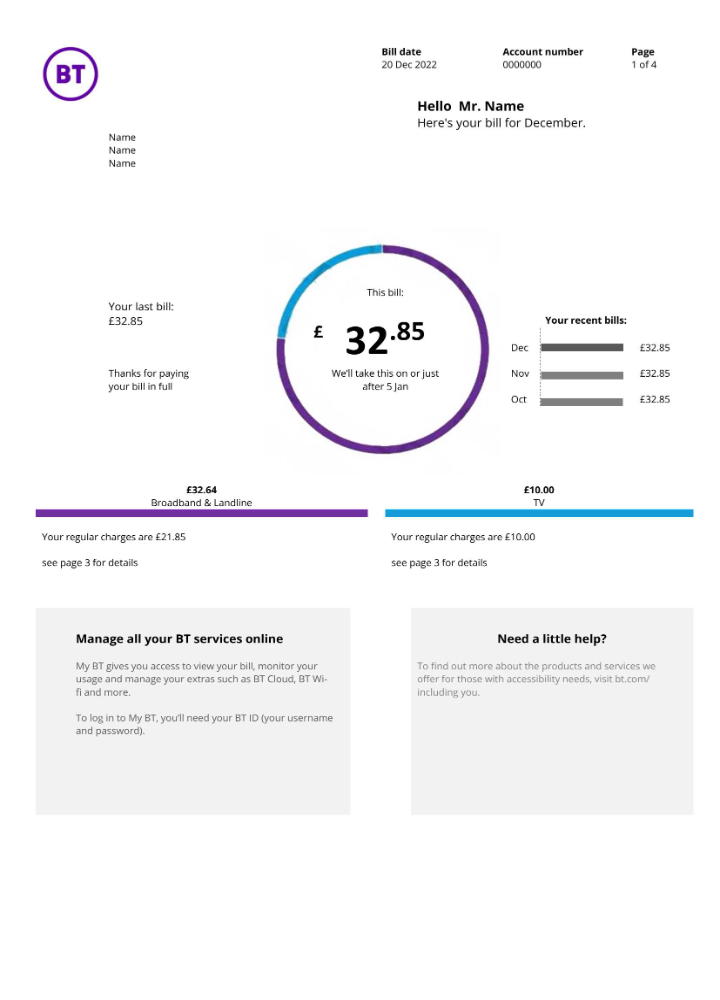 BT
Bill date
20 Dec 2022
Account number
0000000
Page
1 of 4
Hello Mr. Name
Here's your bill for December.
Name
Name
Name
Your last bill:
£32.85
Thanks for paying
your bill in full
This bill:
£ 32.85
We'll take this on or just
after 5 Jan
Your recent bills:
Dec £32.85
Nov £32.85
Oct £32.85
£32.64
Broadband & Landline
Your regular charges are £21.85
see page 3 for details
£10.00
TV
Your regular charges are £10.00
see page 3 for details
Manage all your BT services online
My BT gives you access to view your bill, monitor your
usage and manage your extras such as BT Cloud, BT Wi-
fi and more.
To log in to My BT, you'll need your BT ID (your username
and password).
Need a little help?
To find out more about the products and services we
offer for those with accessibility needs, visit bt.com/
including you.